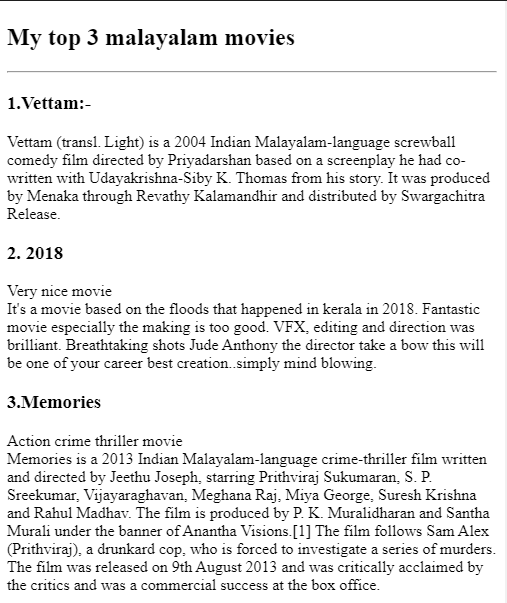 My top 3 malayalam movies
1.Vettam:-
Vettam (transl. Light) is a 2004 Indian Malayalam-language screwball
comedy film directed by Priyadarshan based on a screenplay he had co-
written with Udayakrishna-Siby K. Thomas from his story. It was produced
by Menaka through Revathy Kalamandhir and distributed by Swargachitra
Release.
2. 2018
Very nice movie
It's a movie based on the floods that happened in kerala in 2018. Fantastic
movie especially the making is too good. VFX, editing and direction was
brilliant. Breathtaking shots Jude Anthony the director take a bow this will
be one of your career best creation..simply mind blowing.
3.Memories
Action crime thriller movie
Memories is a 2013 Indian Malayalam-language crime-thriller film written
and directed by Jeethu Joseph, starring Prithviraj Sukumaran, S. P.
Sreekumar, Vijayaraghavan, Meghana Raj, Miya George, Suresh Krishna
and Rahul Madhav. The film is produced by P. K. Muralidharan and Santha
Murali under the banner of Anantha Visions.[1] The film follows Sam Alex
(Prithviraj), a drunkard cop, who is forced to investigate a series of murders.
The film was released on 9th August 2013 and was critically acclaimed by
the critics and was a commercial success at the box office.